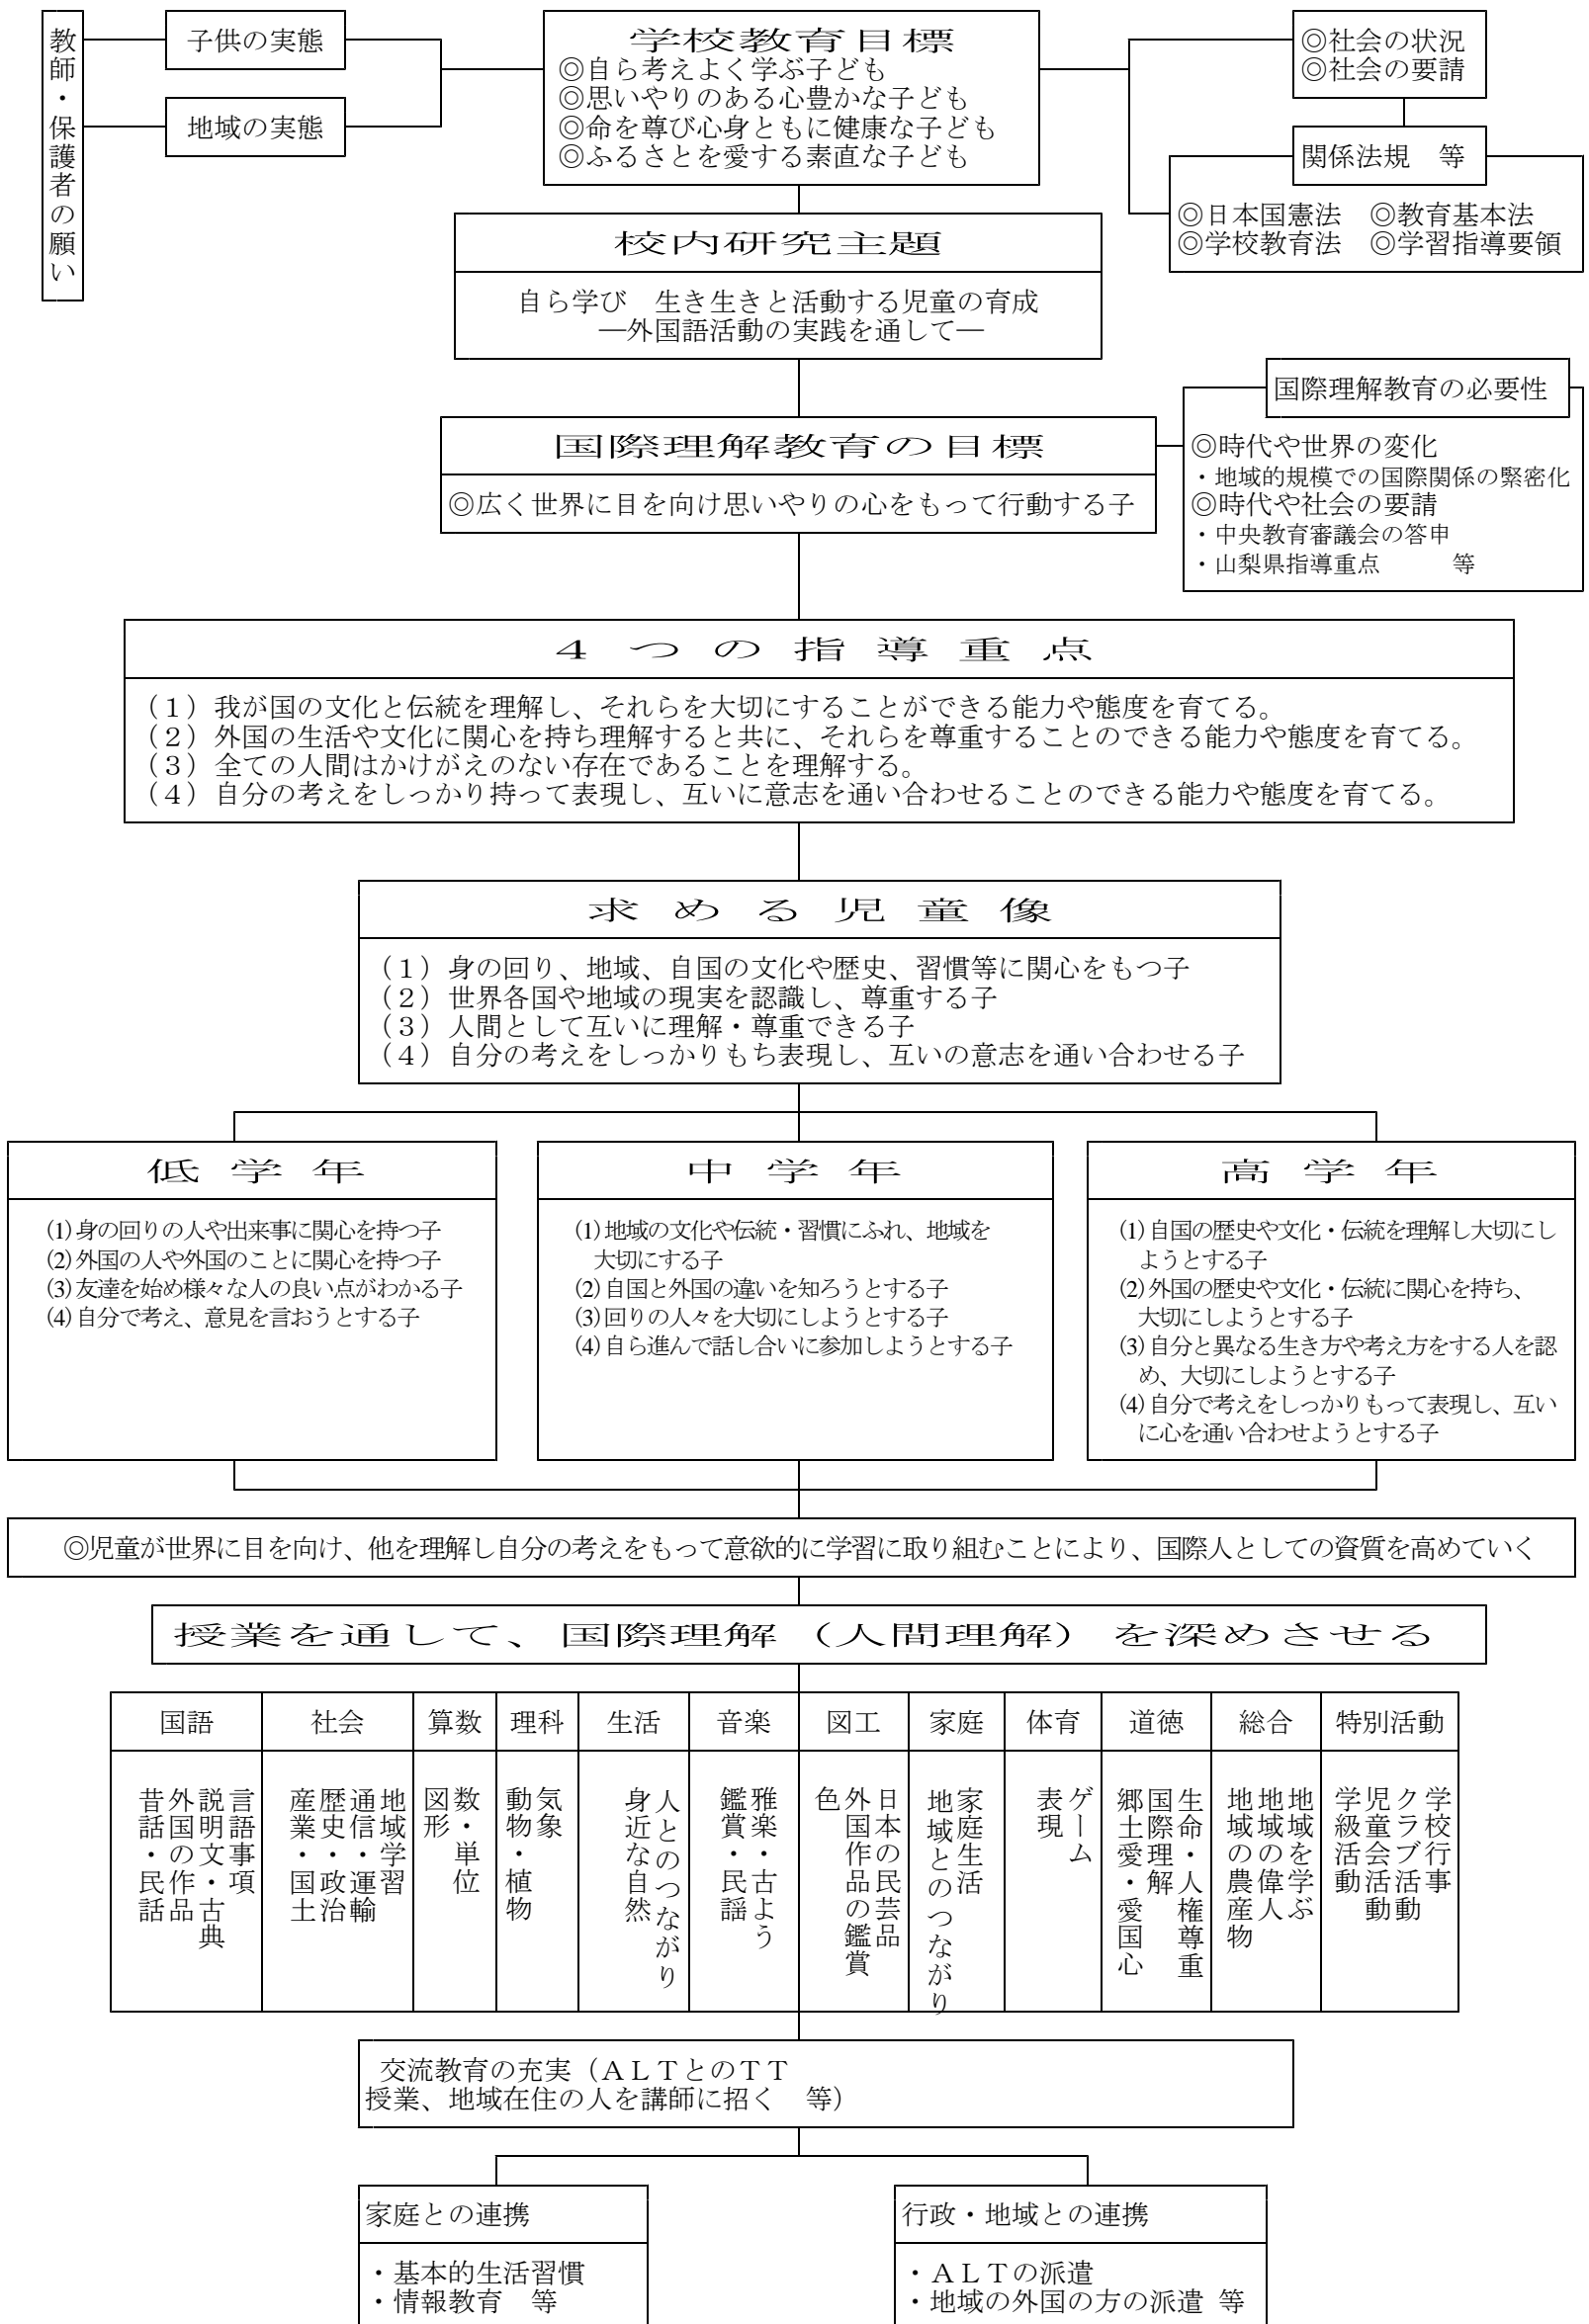 教師・保護者の願い
子供の実態
地域の実態
学校教育目標
◎自ら考えよく学ぶ子ども
◎思いやりのある心豊かな子ども
◎命を尊び心身ともに健康な子ども
◎ふるさとを愛する素直な子ども
◎社会の状況
◎社会の要請
関係法規　等
◎日本国憲法　◎教育基本法
◎学校教育法　◎学習指導要領
校内研究主題
自ら学び　生き生きと活動する児童の育成
―外国語活動の実践を通して―
国際理解教育の目標
◎広く世界に目を向け思いやりの心をもって行動する子
国際理解教育の必要性
◎時代や世界の変化
・地域的規模での国際関係の緊密化
◎時代や社会の要請
・中央教育審議会の答申
・山梨県指導重点　　　等
４つの指導重点
（１）我が国の文化と伝統を理解し、それらを大切にすることができる能力や態度を育てる。
（２）外国の生活や文化に関心を持ち理解すると共に、それらを尊重することのできる能力や態度を育てる。
（３）全ての人間はかけがえのない存在であることを理解する。
（４）自分の考えをしっかり持って表現し、互いに意志を通い合わせることのできる能力や態度を育てる。
求める児童像
（１）身の回り、地域、自国の文化や歴史、習慣等に関心をもつ子
（２）世界各国や地域の現実を認識し、尊重する子
（３）人間として互いに理解・尊重できる子
（４）自分の考えをしっかりもち表現し、互いの意志を通い合わせる子
低学年
(1)身の回りの人や出来事に関心を持つ子
(2)外国の人や外国のことに関心を持つ子
(3)友達を始め様々な人の良い点がわかる子
(4)自分で考え、意見を言おうとする子
中学年
(1)地域の文化や伝統・習慣にふれ、地域を
大切にする子
(2)自国と外国の違いを知ろうとする子
(3)回りの人々を大切にしようとする子
(4)自ら進んで話し合いに参加しようとする子
高学年
(1)自国の歴史や文化・伝統を理解し大切にし
ようとする子
(2)外国の歴史や文化・伝統に関心を持ち、
大切にしようとする子
(3)自分と異なる生き方や考え方をする人を認
め、大切にしようとする子
(4)自分で考えをしっかりもって表現し、互い
に心を通い合わせようとする子
◎児童が世界に目を向け、他を理解し自分の考えをもって意欲的に学習に取り組むことにより、国際人としての資質を高めていく
授業を通して、国際理解（人間理解）を深めさせる
国語
言語事項
説明文・古典
外国の作品
昔話・民話
社会
地域学習
通信・運輸
歴史・政治
産業・国土
算数
数・単位
図形
理科
気象
動物・植物
生活
人とのつながり
身近な自然
音楽
雅楽・古よう
鑑賞・民謡
図工
日本の民芸品
外国作品の鑑賞
色
家庭
家庭生活
地域とのつながり
体育
ゲーム
表現
道徳
生命・人権尊重
国際理解
郷土愛・愛国心
総合
地域を学ぶ
地域の偉人
地域の農産物
特別活動
学校行事
クラブ活動
児童会活動
学級活動
交流教育の充実（ＡＬＴとのＴＴ
授業、地域在住の人を講師に招く　等）
家庭との連携
・基本的生活習慣
・情報教育　等
行政・地域との連携
・ＡＬＴの派遣
・地域の外国の方の派遣 等